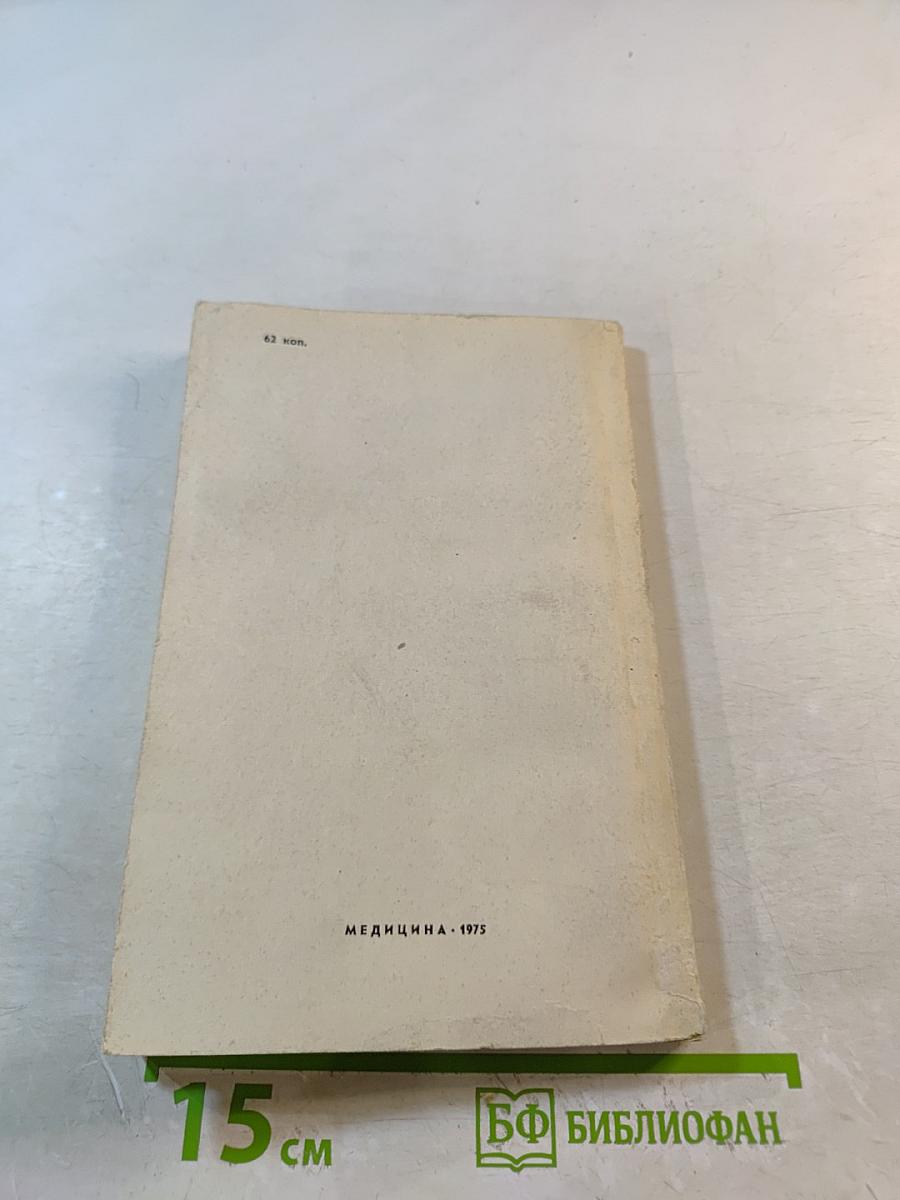 62 коп.
МЕДИЦИНА · 1975
15 см
БФ БИБЛИОФАН